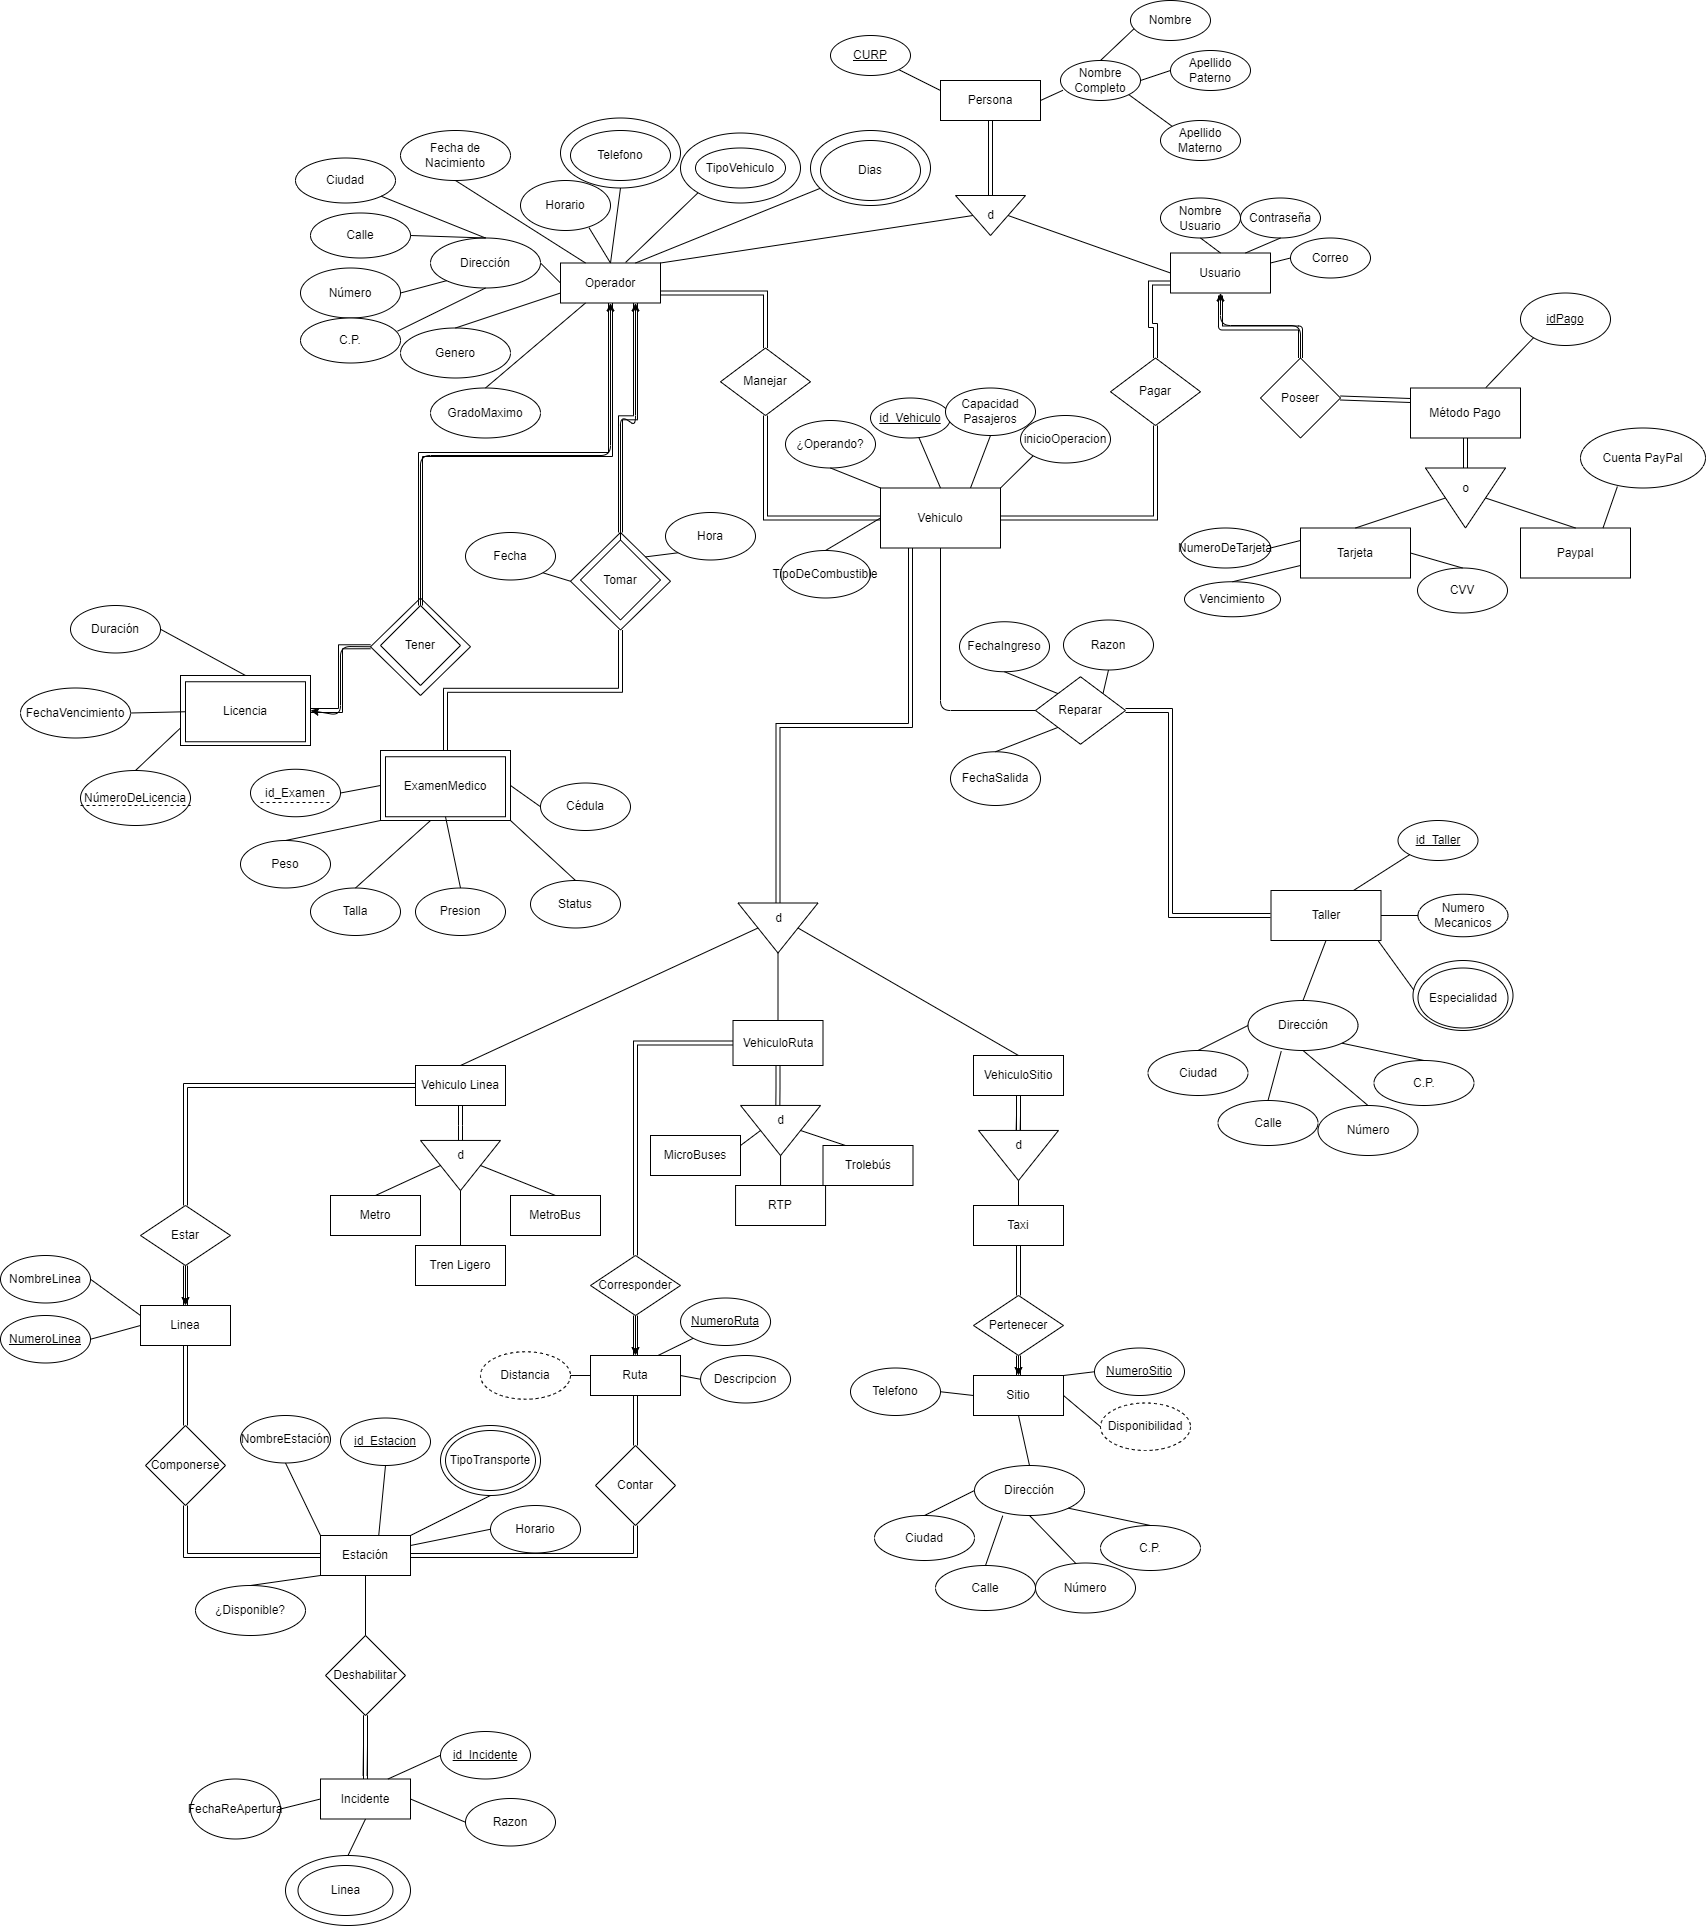 Nombre
CURP
Apellido
Paterno
Nombre
Completo
Persona
Apellido
Materno
Fecha de
Nacimiento
Telefono
TipoVehiculo
Dias
Ciudad
Horario
d
Nombre
Usuario
Contraseña
Calle
Dirección
Correo
Operador
Usuario
Número
idPago
C.P.
Genero
Manejar
Pagar
Poseer
GradoMaximo
Método Pago
id_Vehiculo
Capacidad
Pasajeros
¿Operando?
inicioOperacion
Cuenta PayPal
o
Vehiculo
Hora
Fecha
NumeroDeTarjeta
Tarjeta
Paypal
Tomar
TipoDeCombustible
Vencimiento
CVV
Duración
Tener
FechaIngreso
Razon
Licencia
Reparar
FechaVencimiento
FechaSalida
ExamenMedico
id_Examen
NúmeroDeLicencia
Cédula
id_Taller
Peso
Talla
Presion
Status
d
Taller
Numero
Mecanicos
Especialidad
Dirección
VehiculoRuta
Vehiculo Linea
VehiculoSitio
Ciudad
C.P.
d
Calle
Número
d
d
MicroBuses
Trolebús
RTP
Metro
MetroBus
Taxi
Estar
Tren Ligero
NombreLinea
Corresponder
Linea
NumeroLinea
NumeroRuta
Pertenecer
Distancia
Ruta
Descripcion
NumeroSitio
Telefono
Sitio
Disponibilidad
NombreEstación
id_Estacion
TipoTransporte
Componerse
Contar
Dirección
Horario
Ciudad
C.P.
Estación
Calle
Número
¿Disponible?
Deshabilitar
id_Incidente
Incidente
FechaReApertura
Razon
Linea